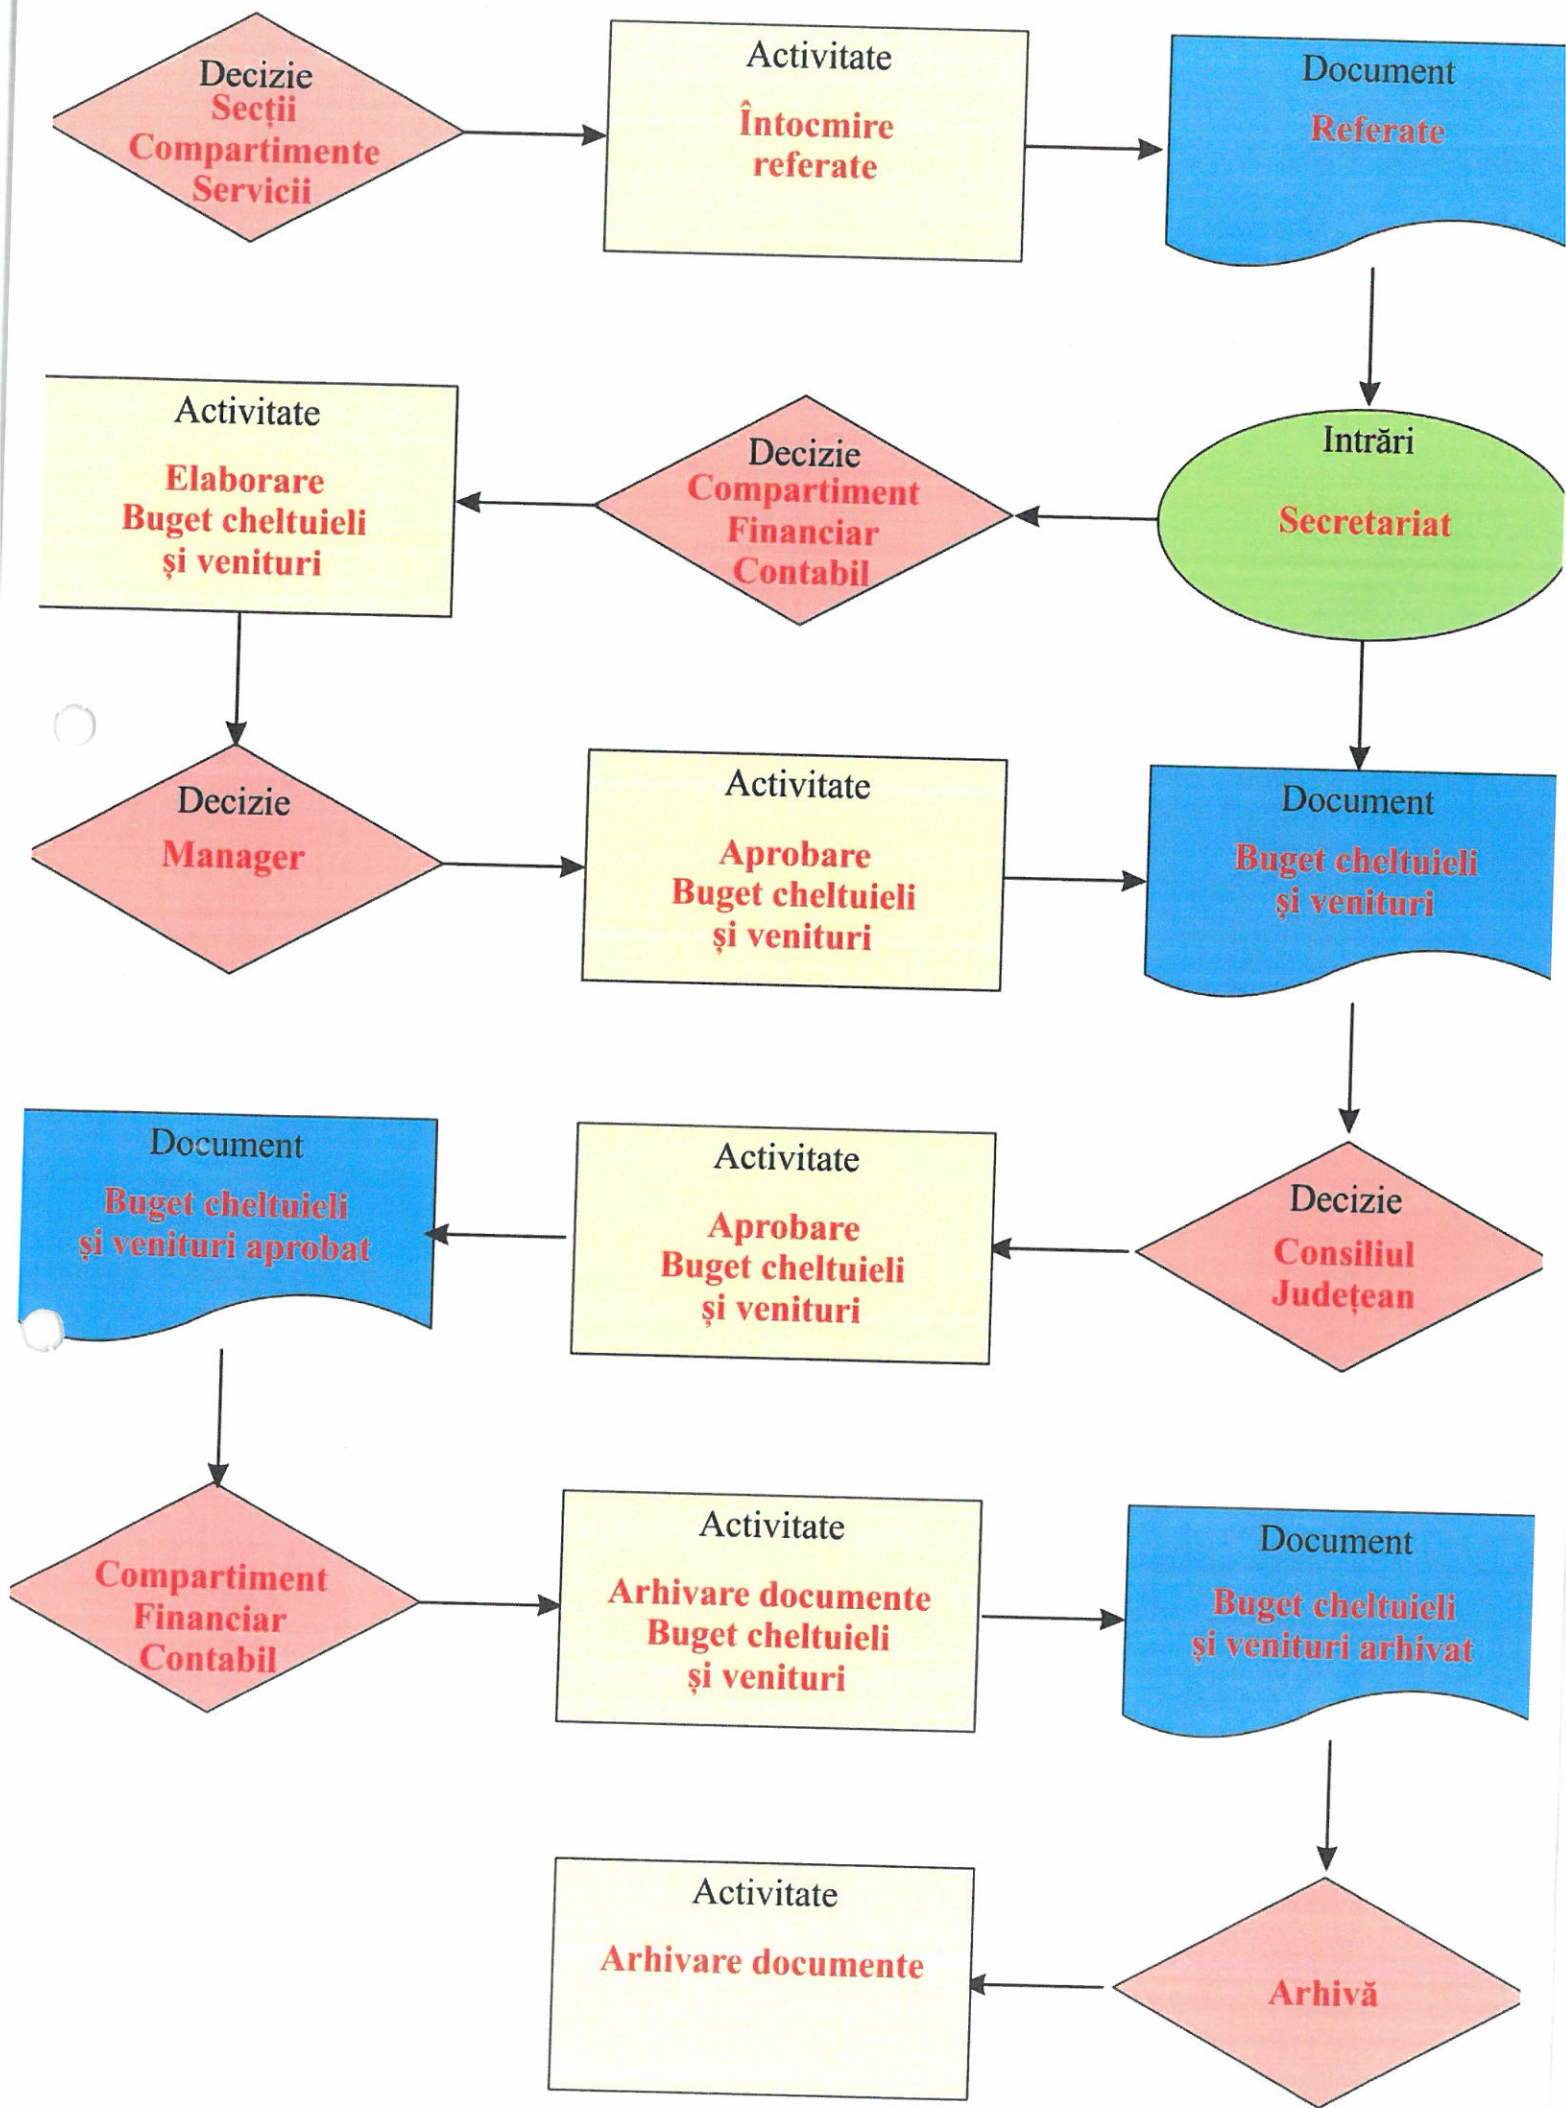 Decizie
Secții
Compartimente
Servicii
Activitate
Întocmire
referate
Document
Referate
Intrări
Secretariat
Decizie
Compartiment
Financiar
Contabil
Activitate
Elaborare
Buget cheltuieli
și venituri
Decizie
Manager
Activitate
Aprobare
Buget cheltuieli
și venituri
Document
Buget cheltuieli
și venituri
Decizie
Consiliul
Județean
Activitate
Aprobare
Buget cheltuieli
și venituri
Document
Buget cheltuieli
și venituri aprobat
Compartiment
Financiar
Contabil
Activitate
Arhivare documente
Buget cheltuieli
și venituri
Document
Buget cheltuieli
și venituri arhivat
Arhivă
Activitate
Arhivare documente